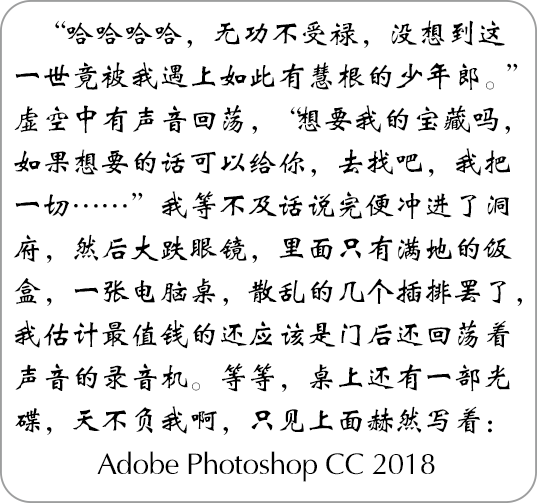 “哈哈哈哈，无功不受禄，没想到这
一世竟被我遇上如此有慧根的少年郎。”
虚空中有声音回荡，“想要我的宝藏吗，
如果想要的话可以给你，去找吧，我把
一切……”我等不及话说完便冲进了洞
府，然后大跌眼镜，里面只有满地的饭
盒，一张电脑桌，散乱的几个插排罢了，
我估计最值钱的还应该是门后还回荡着
声音的录音机。等等，桌上还有一部光
碟，天不负我啊，只见上面赫然写着：
Adobe Photoshop CC 2018